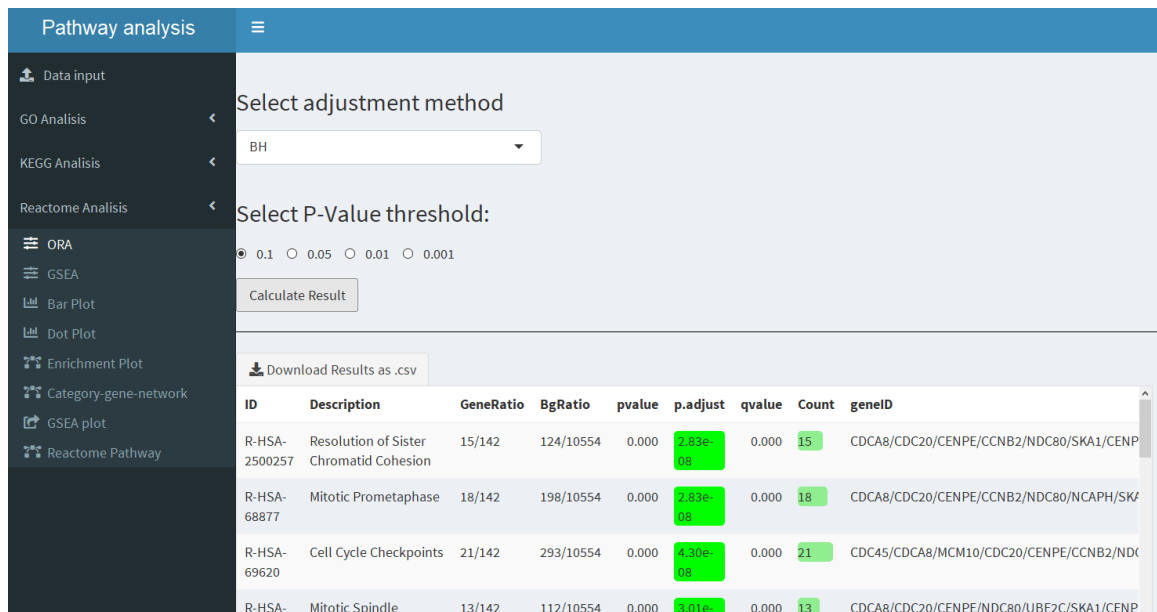 Pathway analysis
Data input
GO Analisis
KEGG Analisis
Reactome Analisis
ORA
GSEA
Bar Plot
Dot Plot
Enrichment Plot
Category-gene-network
GSEA plot
Reactome Pathway
Select adjustment method
BH
Select P-Value threshold:
0.1 0.05 0.01 0.001
Calculate Result
Download Results as .csv
ID Description GeneRatio BgRatio pvalue p.adjust qvalue Count geneID
R-HSA- Resolution of Sister 15/142 124/10554 0.000 2.83e- 0.000 15 CDCA8/CDC20/CENPE/CCNB2/NDC80/SKA1/CENP
2500257 Chromatid Cohesion 08
R-HSA- Mitotic Prometaphase 18/142 198/10554 0.000 2.83e- 0.000 18 CDCA8/CDC20/CENPE/CCNB2/NDC80/NCAPH/SKA
68877 08
R-HSA- Cell Cycle Checkpoints 21/142 293/10554 0.000 4.30e- 0.000 21 CDC45/CDCA8/MCM10/CDC20/CENPE/CCNB2/NDC
69620 08
R-HSA- Mitotic Spindle 13/142 112/10554 0.000 3.01e- 0.000 13 CDCA8/CDC20/CENPE/NDC80/UBE2C/SKA1/CENP